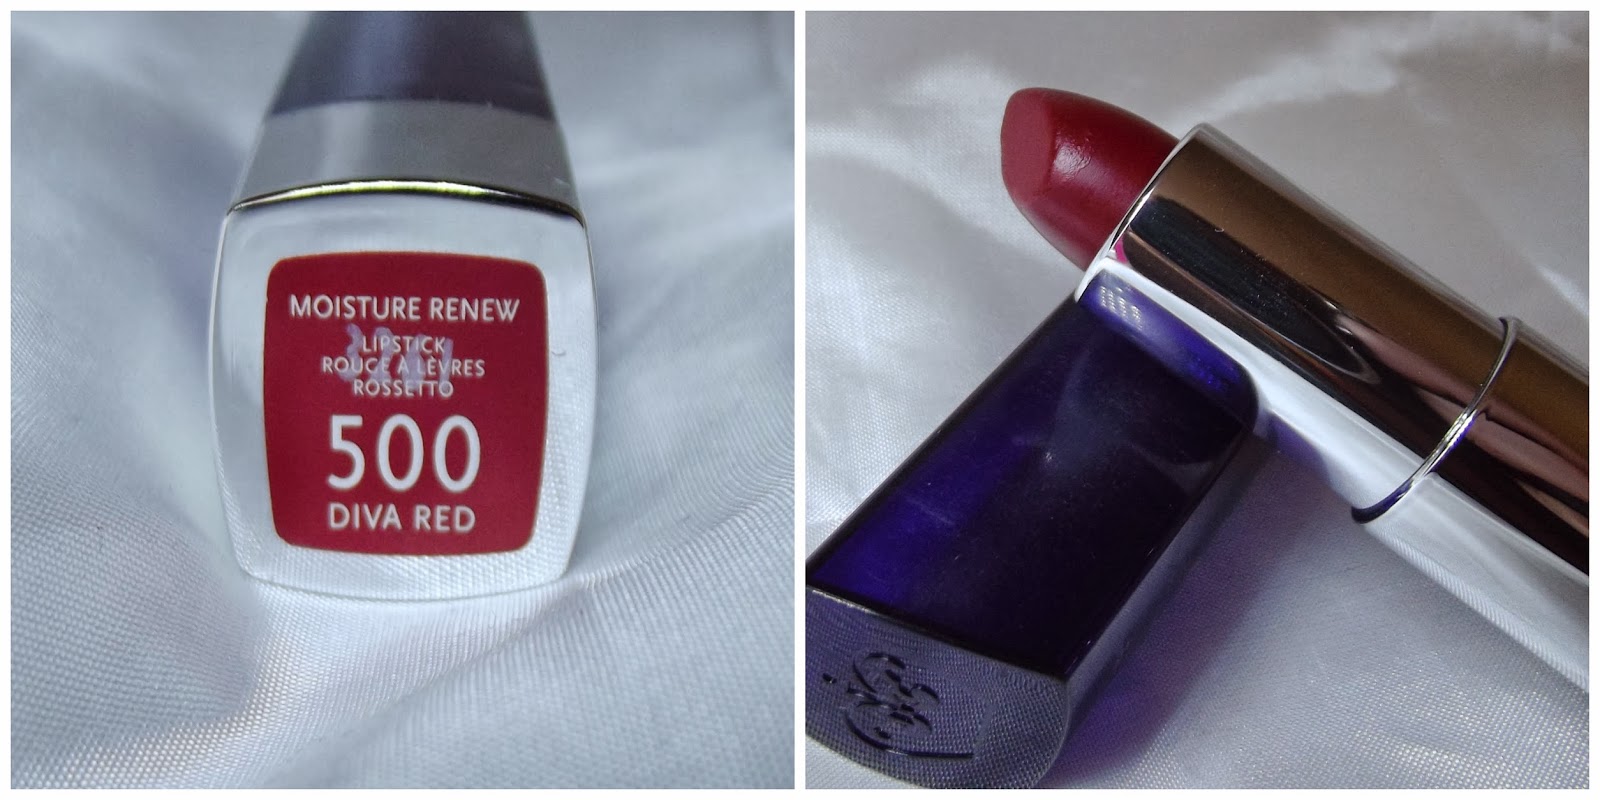 MOISTURE RENEW
LIPSTICK
ROUGE À LÈVRES
ROSSETTO
500
DIVA RED